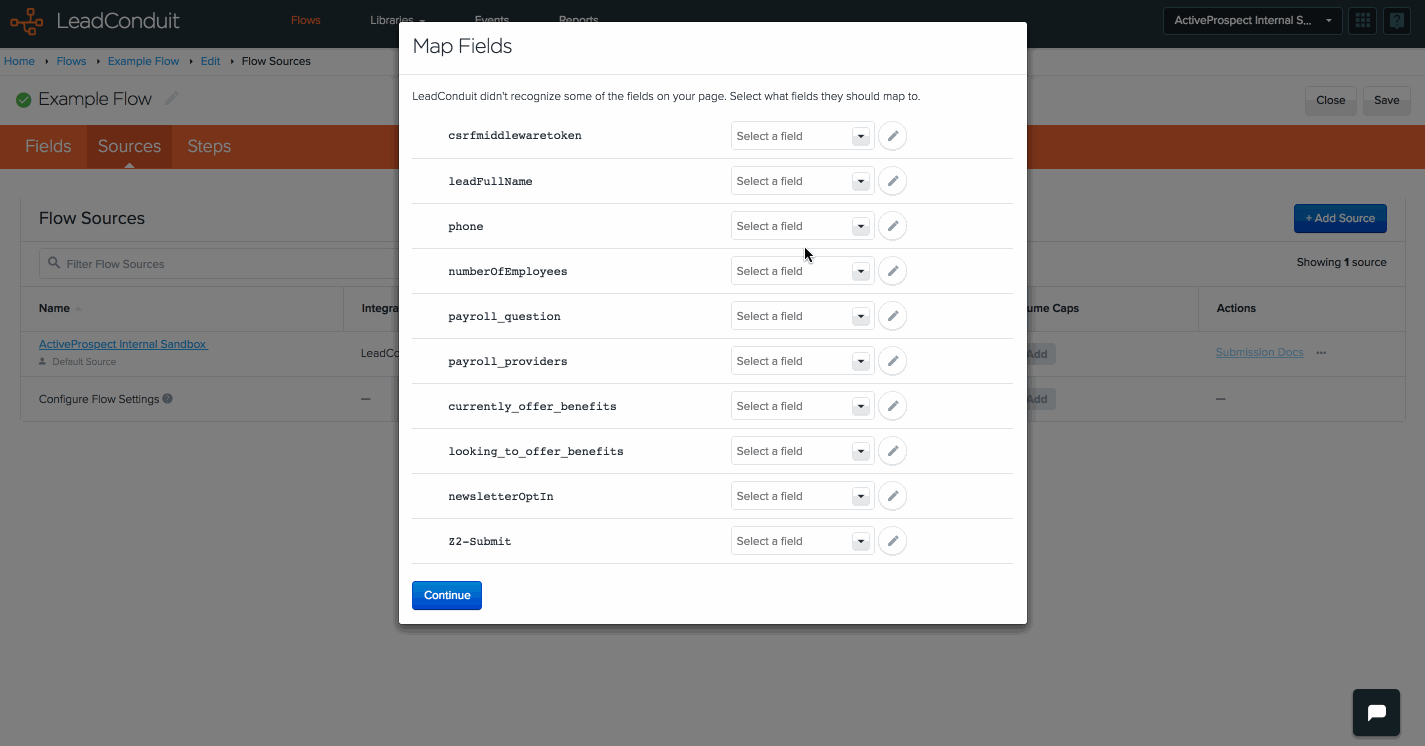 LeadConduit
Flows Libraries Events Reports ActiveProspect Internal S...
Home Flows Example Flow Edit Flow Sources
Example Flow
Close Save
Fields Sources Steps
Flow Sources
+ Add Source
Filter Flow Sources
Showing 1 source
Name Actions
ActiveProspect Internal Sandbox
Default Source
Add Submission Docs ...
Configure Flow Settings ? — Add —
Map Fields
LeadConduit didn't recognize some of the fields on your page. Select what fields they should map to.
csrfmiddlewaretoken Select a field
leadFullName Select a field
phone Select a field
numberOfEmployees Select a field
payroll_question Select a field
payroll_providers Select a field
currently_offer_benefits Select a field
looking_to_offer_benefits Select a field
newsletterOptIn Select a field
Z2-Submit Select a field
Continue